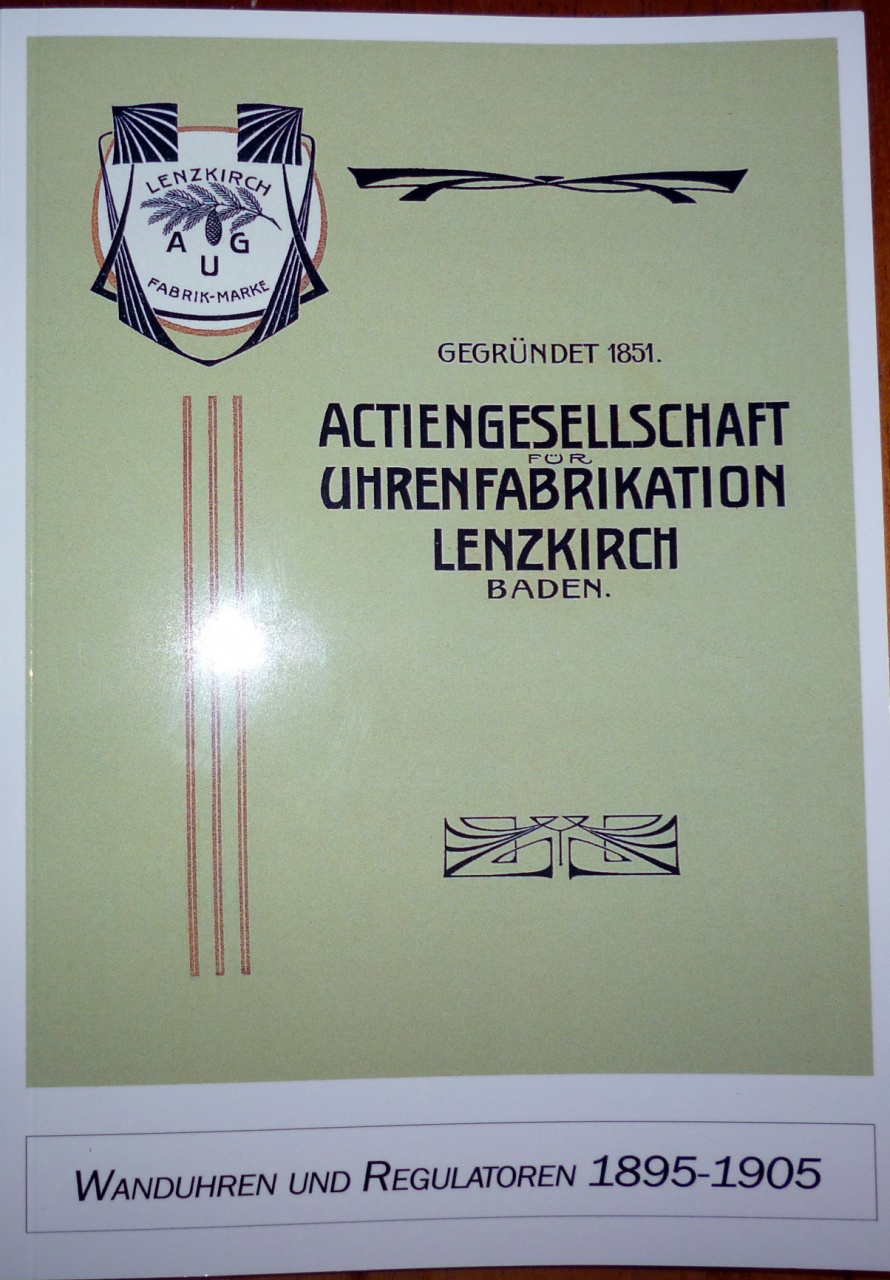 LENZKIRCH
A G
U
FABRIK-MARKE
GEGRÜNDET 1851.
ACTIENGESELLSCHAFT
FÜR
UHRENFABRIKATION
LENZKIRCH
BADEN.
WANDUHREN UND REGULATOREN 1895-1905